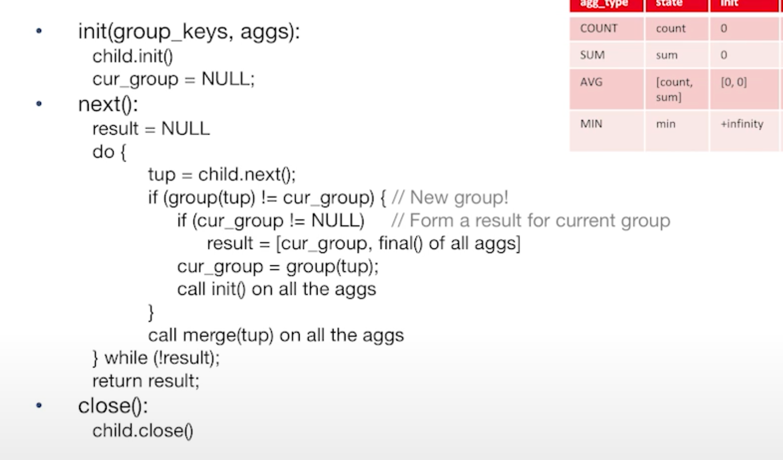 • init(group_keys, aggs):
child.init()
cur_group = NULL;
• next():
result = NULL
do {
tup = child.next();
if (group(tup) != cur_group) { // New group!
if (cur_group != NULL) // Form a result for current group
result = [cur_group, final() of all aggs]
cur_group = group(tup);
call init() on all the aggs
}
call merge(tup) on all the aggs
} while (!result);
return result;
• close():
child.close()
agg_type state init
COUNT count 0
SUM sum 0
AVG [count, [0, 0]
sum]
MIN min +infinity